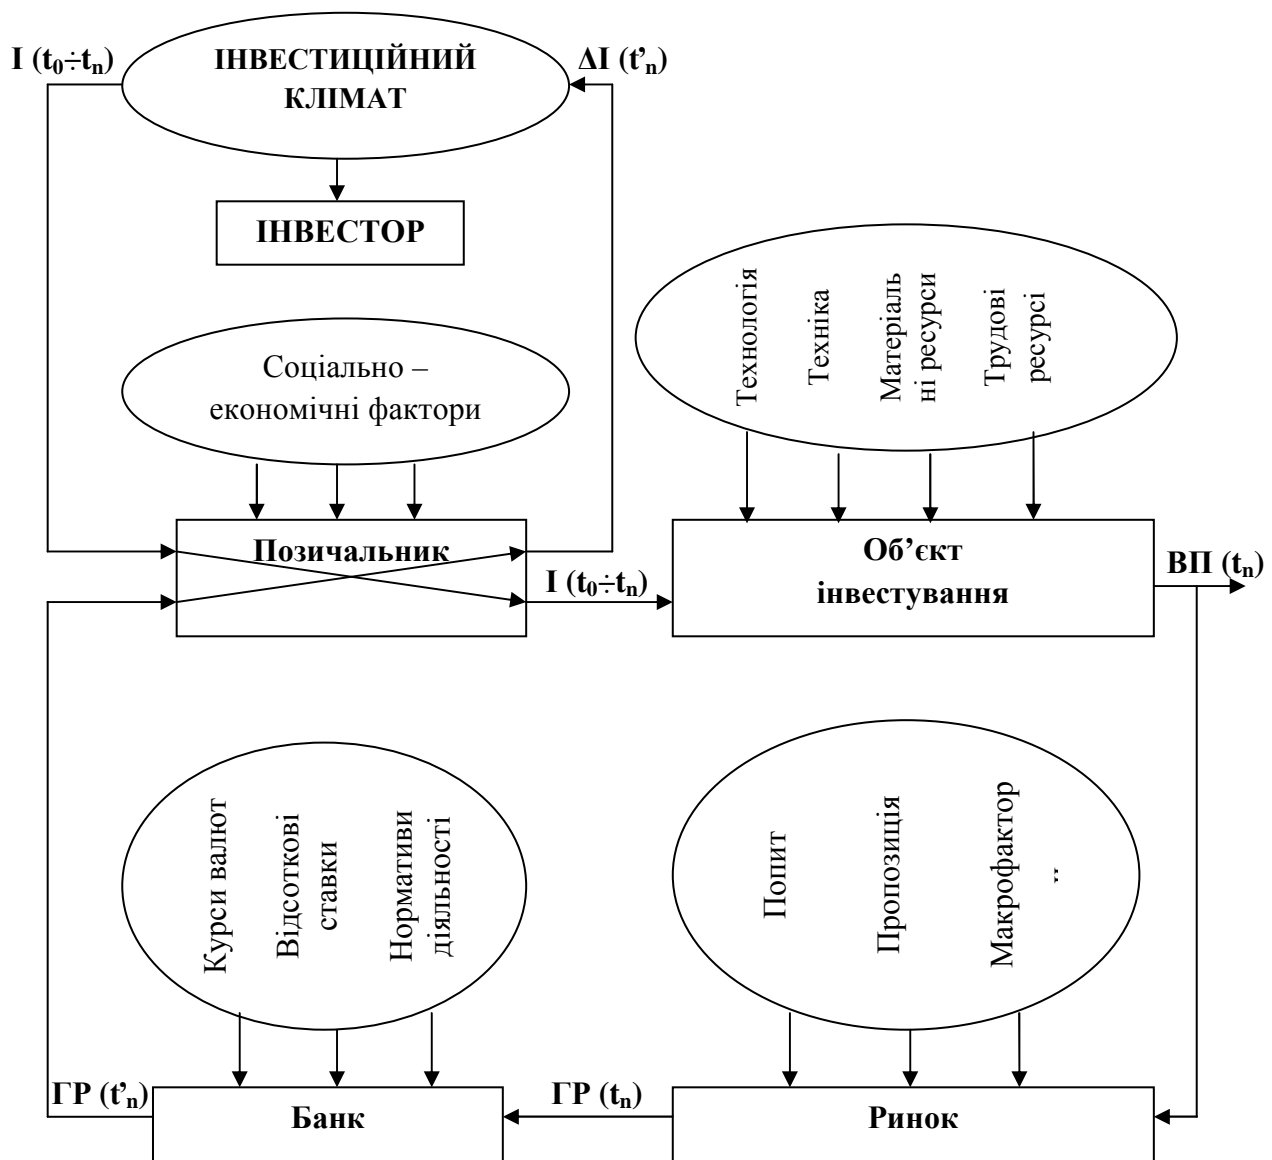 І (t₀÷tₙ)
ІНВЕСТИЦІЙНИЙ
КЛІМАТ
ΔІ (t’ₙ)
ІНВЕСТОР
Соціально –
економічні фактори
Технологія
Техніка
Матеріаль
ні ресурси
Трудові
ресурсі
Позичальник
І (t₀÷tₙ)
Об’єкт
інвестування
ВП (tₙ)
Курси валют
Відсоткові
ставки
Нормативи
діяльності
Попит
Пропозиція
Макрофактор
ГР (t’ₙ)
Банк
ГР (tₙ)
Ринок